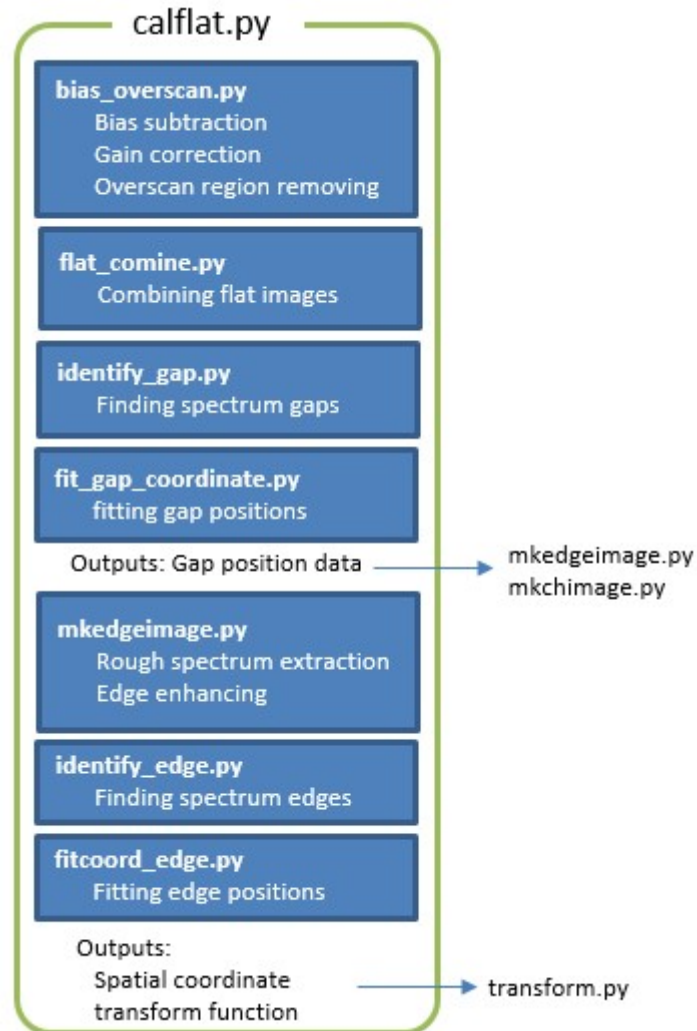 calflat.py
bias_overscan.py
Bias subtraction
Gain correction
Overscan region removing
flat_comine.py
Combining flat images
identify_gap.py
Finding spectrum gaps
fit_gap_coordinate.py
fitting gap positions
Outputs: Gap position data
mkedgeimage.py
mkchimage.py
mkedgeimage.py
Rough spectrum extraction
Edge enhancing
identify_edge.py
Finding spectrum edges
fitcoord_edge.py
Fitting edge positions
Outputs:
Spatial coordinate
transform function
transform.py